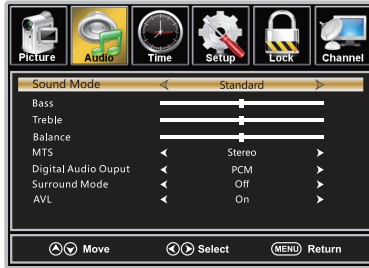 Picture Audio Time Setup Lock Channel
Sound Mode Standard
Bass
Treble
Balance
MTS Stereo
Digital Audio Ouput PCM
Surround Mode Off
AVL On
Move Select MENU Return